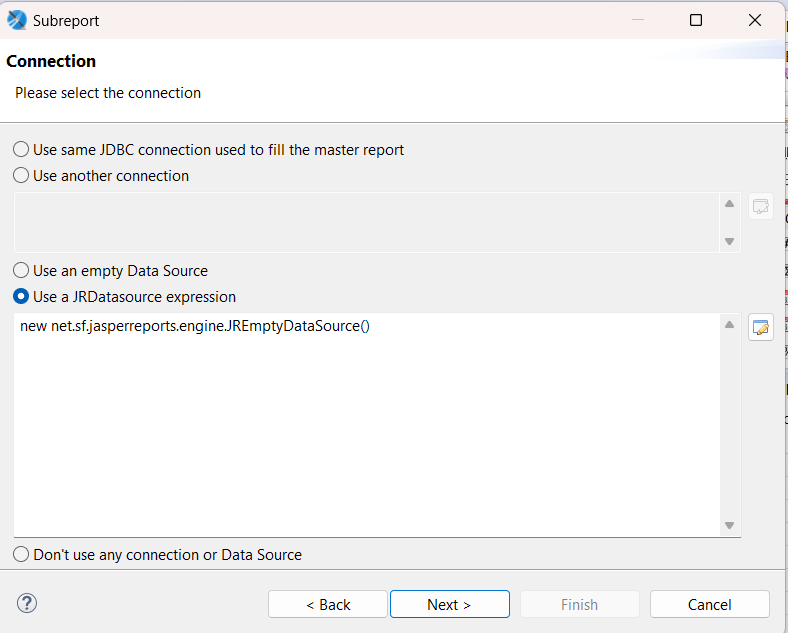 Subreport
Connection
Please select the connection
Use same JDBC connection used to fill the master report
Use another connection
Use an empty Data Source
Use a JRDatasource expression
new net.sf.jasperreports.engine.JREmptyDataSource()
Don't use any connection or Data Source
?
< Back
Next >
Finish
Cancel